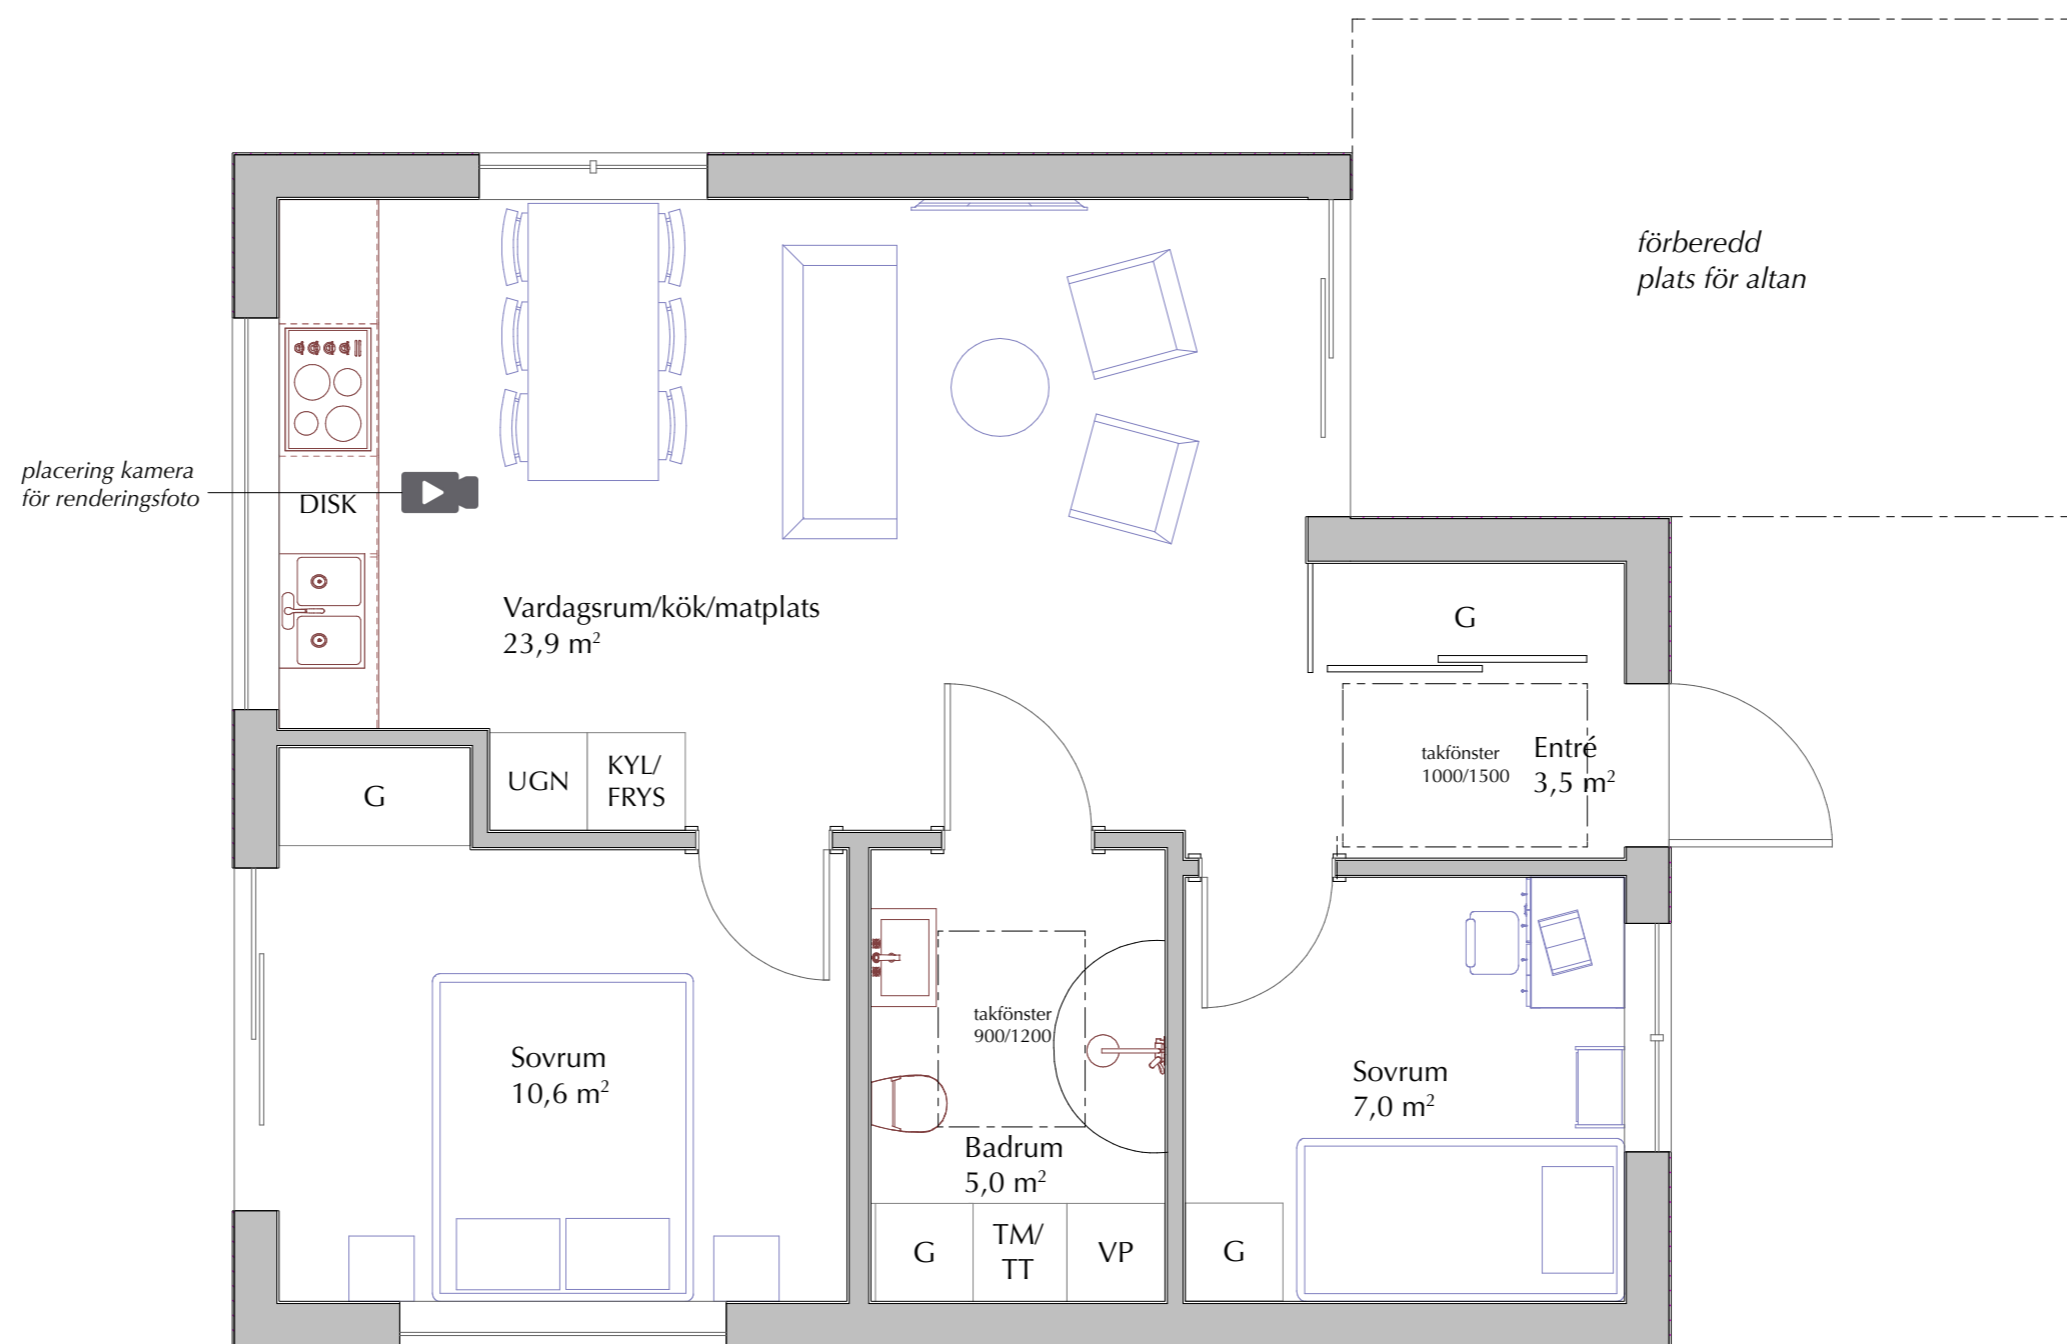 förberedd
plats för altan
placering kamera
för renderingsfoto
DISK
Vardagsrum/kök/matplats
23,9 m²
G
takfönster
1000/1500
Entré
3,5 m²
G
UGN
KYL/
FRYS
takfönster
900/1200
Sovrum
10,6 m²
Sovrum
7,0 m²
Badrum
5,0 m²
G
TM/
TT
VP
G